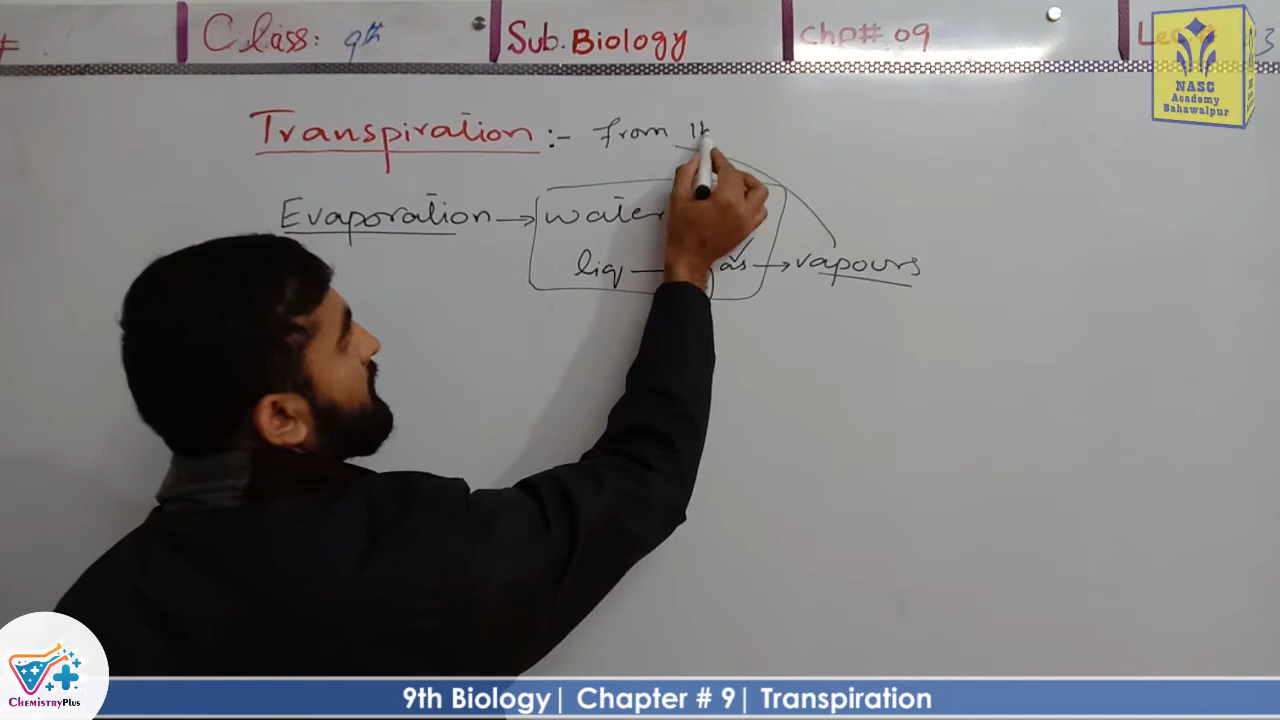 Class: 9th
Sub. Biology
Chp# 09
NASC
Academy
Bahawalpur
Transpiration :- from
Evaporation → water
liq — gas → vapours
ChemistryPlus
9th Biology| Chapter # 9| Transpiration